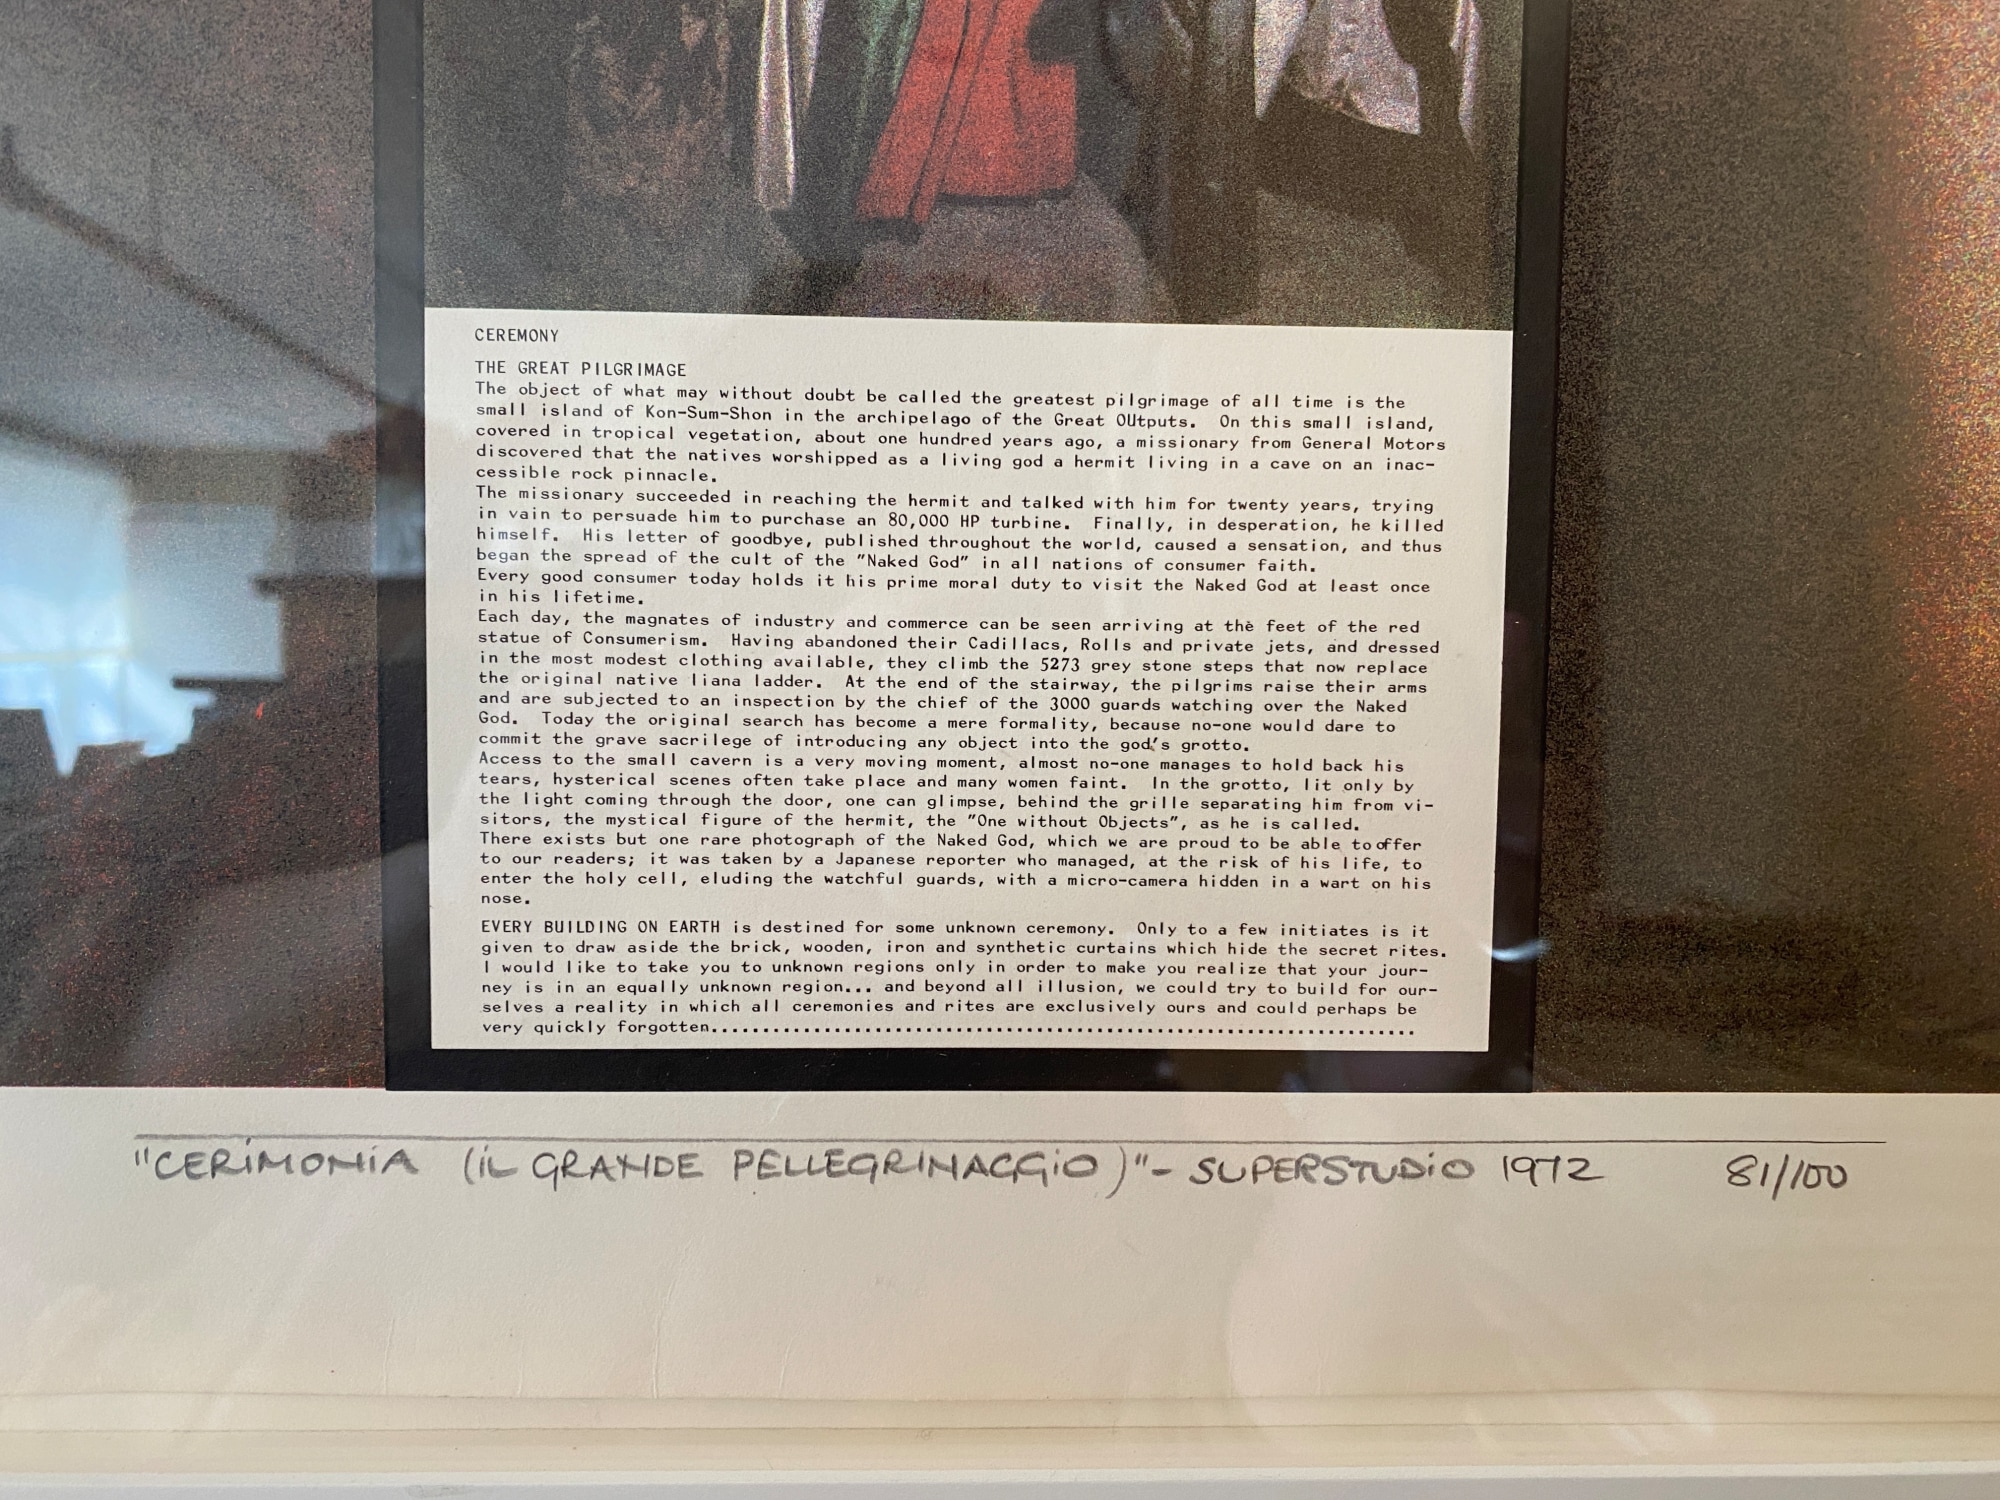 CEREMONY
THE GREAT PILGRIMAGE
The object of what may without doubt be called the greatest pilgrimage of all time is the
small island of Kon-Sum-Shon in the archipelago of the Great OUtputs. On this small island,
covered in tropical vegetation, about one hundred years ago, a missionary from General Motors
discovered that the natives worshipped as a living god a hermit living in a cave on an inac-
cessible rock pinnacle.
The missionary succeeded in reaching the hermit and talked with him for twenty years, trying
in vain to persuade him to purchase an 80,000 HP turbine. Finally, in desperation, he killed
himself. His letter of goodbye, published throughout the world, caused a sensation, and thus
began the spread of the cult of the "Naked God" in all nations of consumer faith.
Every good consumer today holds it his prime moral duty to visit the Naked God at least once
in his lifetime.
Each day, the magnates of industry and commerce can be seen arriving at the feet of the red
statue of Consumerism. Having abandoned their Cadillacs, Rolls and private jets, and dressed
in the most modest clothing available, they climb the 5273 grey stone steps that now replace
the original native liana ladder. At the end of the stairway, the pilgrims raise their arms
and are subjected to an inspection by the chief of the 3000 guards watching over the Naked
God. Today the original search has become a mere formality, because no-one would dare to
commit the grave sacrilege of introducing any object into the god's grotto.
Access to the small cavern is a very moving moment, almost no-one manages to hold back his
tears, hysterical scenes often take place and many women faint. In the grotto, lit only by
the light coming through the door, one can glimpse, behind the grille separating him from vi-
sitors, the mystical figure of the hermit, the "One without Objects", as he is called.
There exists but one rare photograph of the Naked God, which we are proud to be able to offer
to our readers; it was taken by a Japanese reporter who managed, at the risk of his life, to
enter the holy cell, eluding the watchful guards, with a micro-camera hidden in a wart on his
nose.
EVERY BUILDING ON EARTH is destined for some unknown ceremony. Only to a few initiates is it
given to draw aside the brick, wooden, iron and synthetic curtains which hide the secret rites.
I would like to take you to unknown regions only in order to make you realize that your jour-
ney is in an equally unknown region... and beyond all illusion, we could try to build for our-
selves a reality in which all ceremonies and rites are exclusively ours and could perhaps be
very quickly forgotten................................................................................
"CERIMONIA (IL GRANDE PELLEGRINAGGIO)" - SUPERSTUDIO 1972 81/100